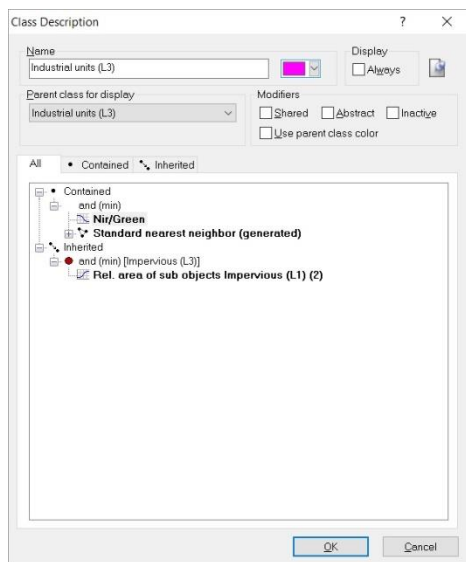 Class Description ? ×
Name
Display
Industrial units (L3)
Always
Parent class for display
Modifiers
Industrial units (L3)
Shared Abstract Inactive
Use parent class color
All • Contained Inherited
Contained
and (min)
Nir/Green
Standard nearest neighbor (generated)
Inherited
and (min) [Impervious (L3)]
Rel. area of sub objects Impervious (L1) (2)
OK Cancel